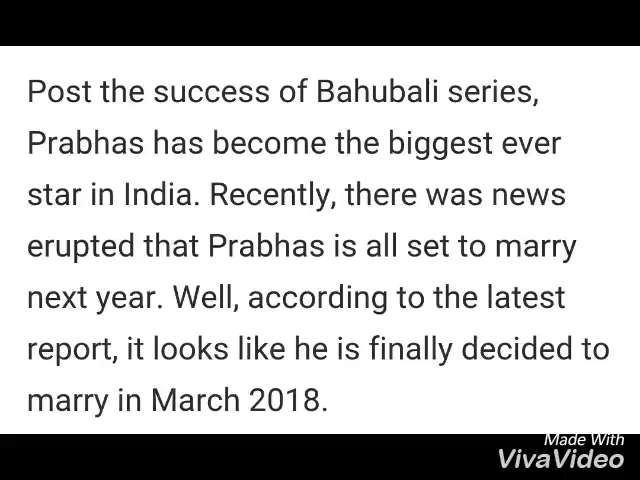 Post the success of Bahubali series,
Prabhas has become the biggest ever
star in India. Recently, there was news
erupted that Prabhas is all set to marry
next year. Well, according to the latest
report, it looks like he is finally decided to
marry in March 2018.
Made With
VivaVideo